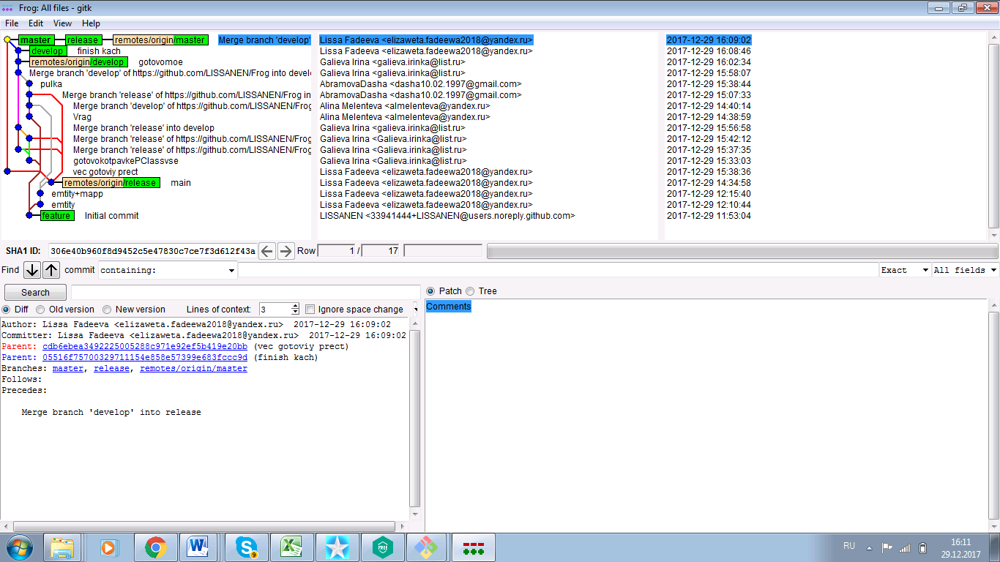 Frog: All files - gitk
File Edit View Help
master release remotes/origin/master Merge branch 'develop' Lissa Fadeeva <elizaweta.fadeewa2018@yandex.ru> 2017-12-29 16:09:02
develop finish kach Lissa Fadeeva <elizaweta.fadeewa2018@yandex.ru> 2017-12-29 16:08:46
remotes/origin/develop gotovomoe Galieva Irina <galieva.irinka@list.ru> 2017-12-29 16:02:34
Merge branch 'develop' of https://github.com/LISSANEN/Frog into devel Galieva Irina <galieva.irinka@list.ru> 2017-12-29 15:58:07
pulka AbramovaDasha <dasha10.02.1997@gmail.com> 2017-12-29 15:38:44
Merge branch 'release' of https://github.com/LISSANEN/Frog in AbramovaDasha <dasha10.02.1997@gmail.com> 2017-12-29 15:07:33
Merge branch 'develop' of https://github.com/LISSANEN/Frog Alina Melenteva <almelenteva@yandex.ru> 2017-12-29 14:40:14
Vrag Alina Melenteva <almelenteva@yandex.ru> 2017-12-29 14:38:59
Merge branch 'release' into develop Galieva Irina <galieva.irinka@list.ru> 2017-12-29 15:56:58
Merge branch 'release' of https://github.com/LISSANEN/Frog Galieva Irina <Galieva.irinka@list.ru> 2017-12-29 15:42:12
Merge branch 'release' of https://github.com/LISSANEN/Frog Galieva Irina <Galieva.irinka@list.ru> 2017-12-29 15:37:35
gotovokotpavkePClassvse Galieva Irina <Galieva.irinka@list.ru> 2017-12-29 15:33:03
vec gotoviy prect Lissa Fadeeva <elizaweta.fadeewa2018@yandex.ru> 2017-12-29 15:38:36
remotes/origin/release main Lissa Fadeeva <elizaweta.fadeewa2018@yandex.ru> 2017-12-29 14:34:58
emtity+mapp Lissa Fadeeva <elizaweta.fadeewa2018@yandex.ru> 2017-12-29 12:15:40
emtity Lissa Fadeeva <elizaweta.fadeewa2018@yandex.ru> 2017-12-29 12:10:44
feature Initial commit LISSANEN <33941444+LISSANEN@users.noreply.github.com> 2017-12-29 11:53:04
SHA1 ID: 306e40b960f8d9452c5e47830c7ce7f3d612f43a Row 1 / 17
Find commit containing: Exact All fields
Search Patch Tree
Diff Old version New version Lines of context: 3 Ignore space change
Comments
Author: Lissa Fadeeva <elizaweta.fadeewa2018@yandex.ru> 2017-12-29 16:09:02
Committer: Lissa Fadeeva <elizaweta.fadeewa2018@yandex.ru> 2017-12-29 16:09:02
Parent: cdb6ebea3492225005288c971e92ef5b419e20bb (vec gotoviy prect)
Parent: 05516f75700329711154e858e57399e683fccc9d (finish kach)
Branches: master, release, remotes/origin/master
Follows:
Precedes:
Merge branch 'develop' into release
9
FREE
RU
16:11
29.12.2017